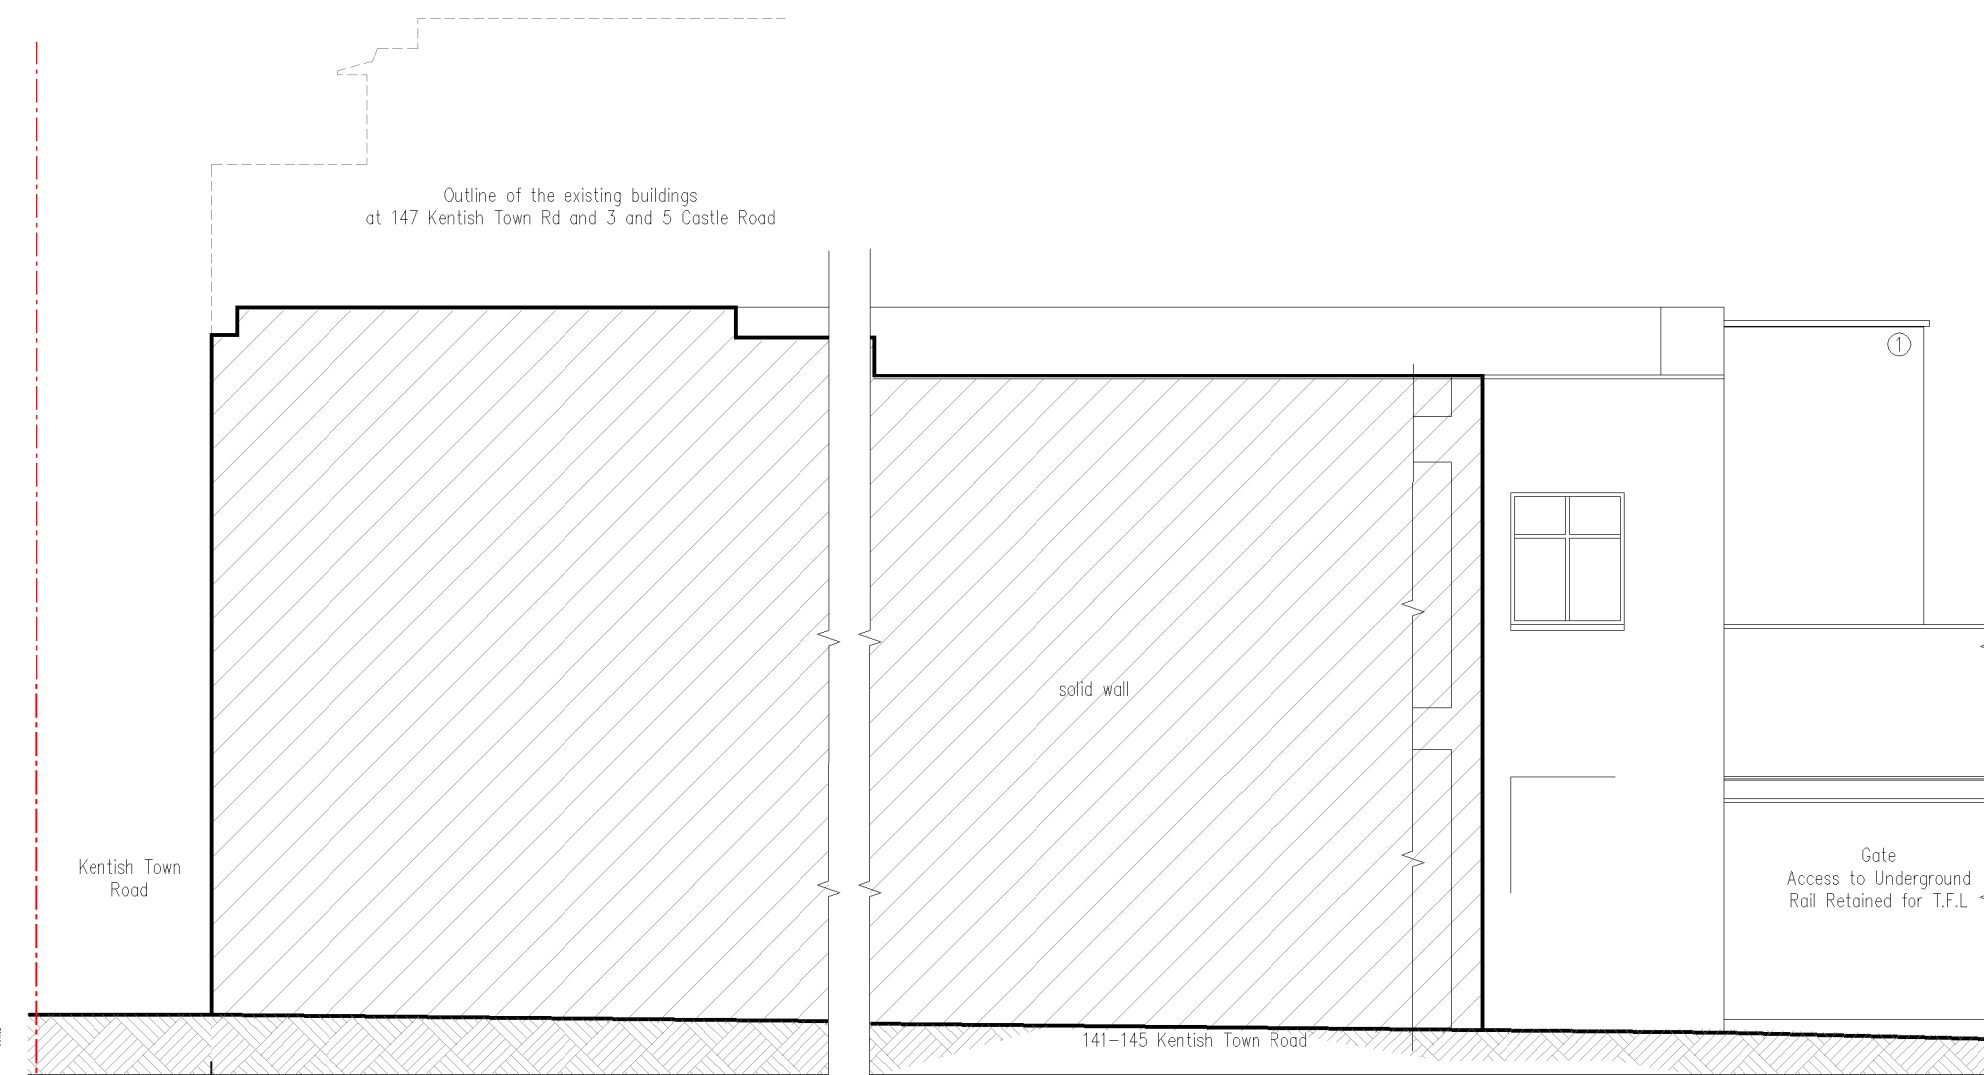 Outline of the existing buildings
at 147 Kentish Town Rd and 3 and 5 Castle Road
1
solid wall
Kentish Town
Road
Gate
Access to Underground
Rail Retained for T.F.L
141-145 Kentish Town Road